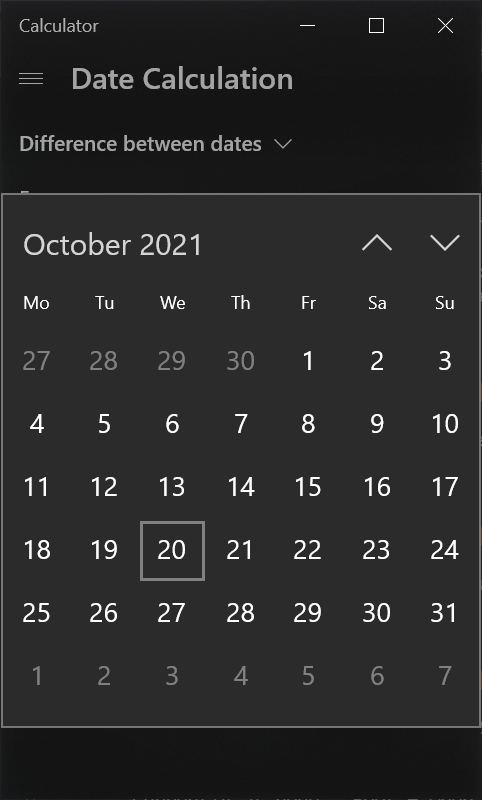 Calculator
Date Calculation
Difference between dates
October 2021
Mo Tu We Th Fr Sa Su
27 28 29 30 1 2 3
4 5 6 7 8 9 10
11 12 13 14 15 16 17
18 19 20 21 22 23 24
25 26 27 28 29 30 31
1 2 3 4 5 6 7